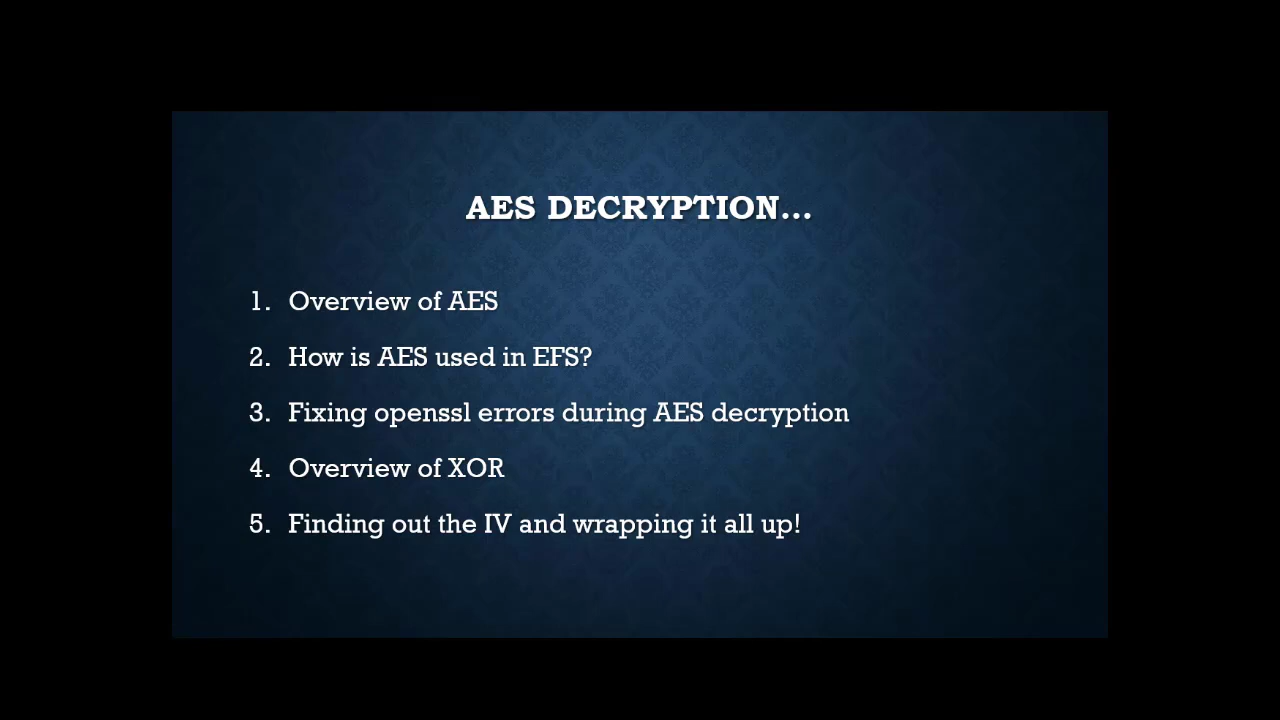 AES DECRYPTION...
1. Overview of AES
2. How is AES used in EFS?
3. Fixing openssl errors during AES decryption
4. Overview of XOR
5. Finding out the IV and wrapping it all up!